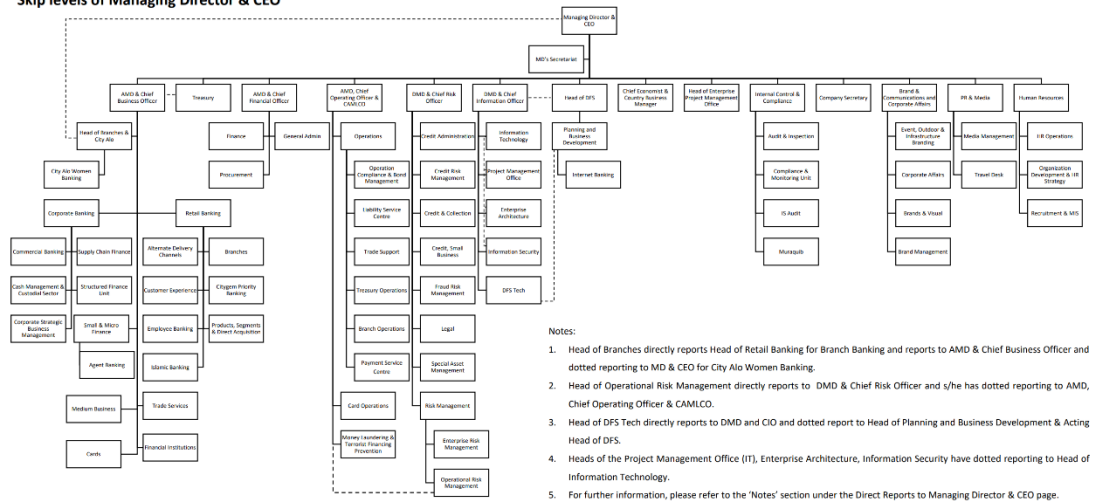 Skip levels of Managing Director & CEO
Managing Director &
CEO
MD's Secretariat
AMD & Chief
Business Officer
Treasury
AMD & Chief
Financial Officer
AMD, Chief
Operating Officer &
CAMLCO
DMD & Chief Risk
Officer
DMD & Chief
Information Officer
Head of DFS
Chief Economist &
Country Business
Manager
Head of Enterprise
Project Management
Office
Internal Control &
Compliance
Company Secretary
Brand &
Communications and
Corporate Affairs
PR & Media
Human Resources
Head of Branches &
City Alo
City Alo Women
Banking
Corporate Banking
Retail Banking
Commercial Banking
Supply Chain Finance
Cash Management &
Custodial Sector
Structured Finance
Unit
Corporate Strategic
Business
Management
Small & Micro
Finance
Agent Banking
Medium Business
Trade Services
Cards
Financial Institutions
Alternate Delivery
Channels
Branches
Customer Experience
Citygem Priority
Banking
Employee Banking
Products, Segments
& Direct Acquisition
Islamic Banking
Finance
General Admin
Procurement
Operations
Operation
Compliance & Bond
Management
Liability Service
Centre
Trade Support
Treasury Operations
Branch Operations
Payment Service
Centre
Card Operations
Money Laundering &
Terrorist Financing
Prevention
Credit Administration
Credit Risk
Management
Credit & Collection
Credit, Small
Business
Fraud Risk
Management
Legal
Special Asset
Management
Risk Management
Enterprise Risk
Management
Operational Risk
Management
Information
Technology
Project Management
Office
Enterprise
Architecture
Information Security
DFS Tech
Planning and
Business
Development
Internet Banking
Audit & Inspection
Compliance &
Monitoring Unit
IS Audit
Muraquib
Event, Outdoor &
Infrastructure
Branding
Corporate Affairs
Brands & Visual
Brand Management
Media Management
Travel Desk
HR Operations
Organization
Development & HR
Strategy
Recruitment & MIS
Notes:
1. Head of Branches directly reports Head of Retail Banking for Branch Banking and reports to AMD & Chief Business Officer and
dotted reporting to MD & CEO for City Alo Women Banking.
2. Head of Operational Risk Management directly reports to DMD & Chief Risk Officer and s/he has dotted reporting to AMD,
Chief Operating Officer & CAMLCO.
3. Head of DFS Tech directly reports to DMD and CIO and dotted report to Head of Planning and Business Development & Acting
Head of DFS.
4. Heads of the Project Management Office (IT), Enterprise Architecture, Information Security have dotted reporting to Head of
Information Technology.
5. For further information, please refer to the 'Notes' section under the Direct Reports to Managing Director & CEO page.